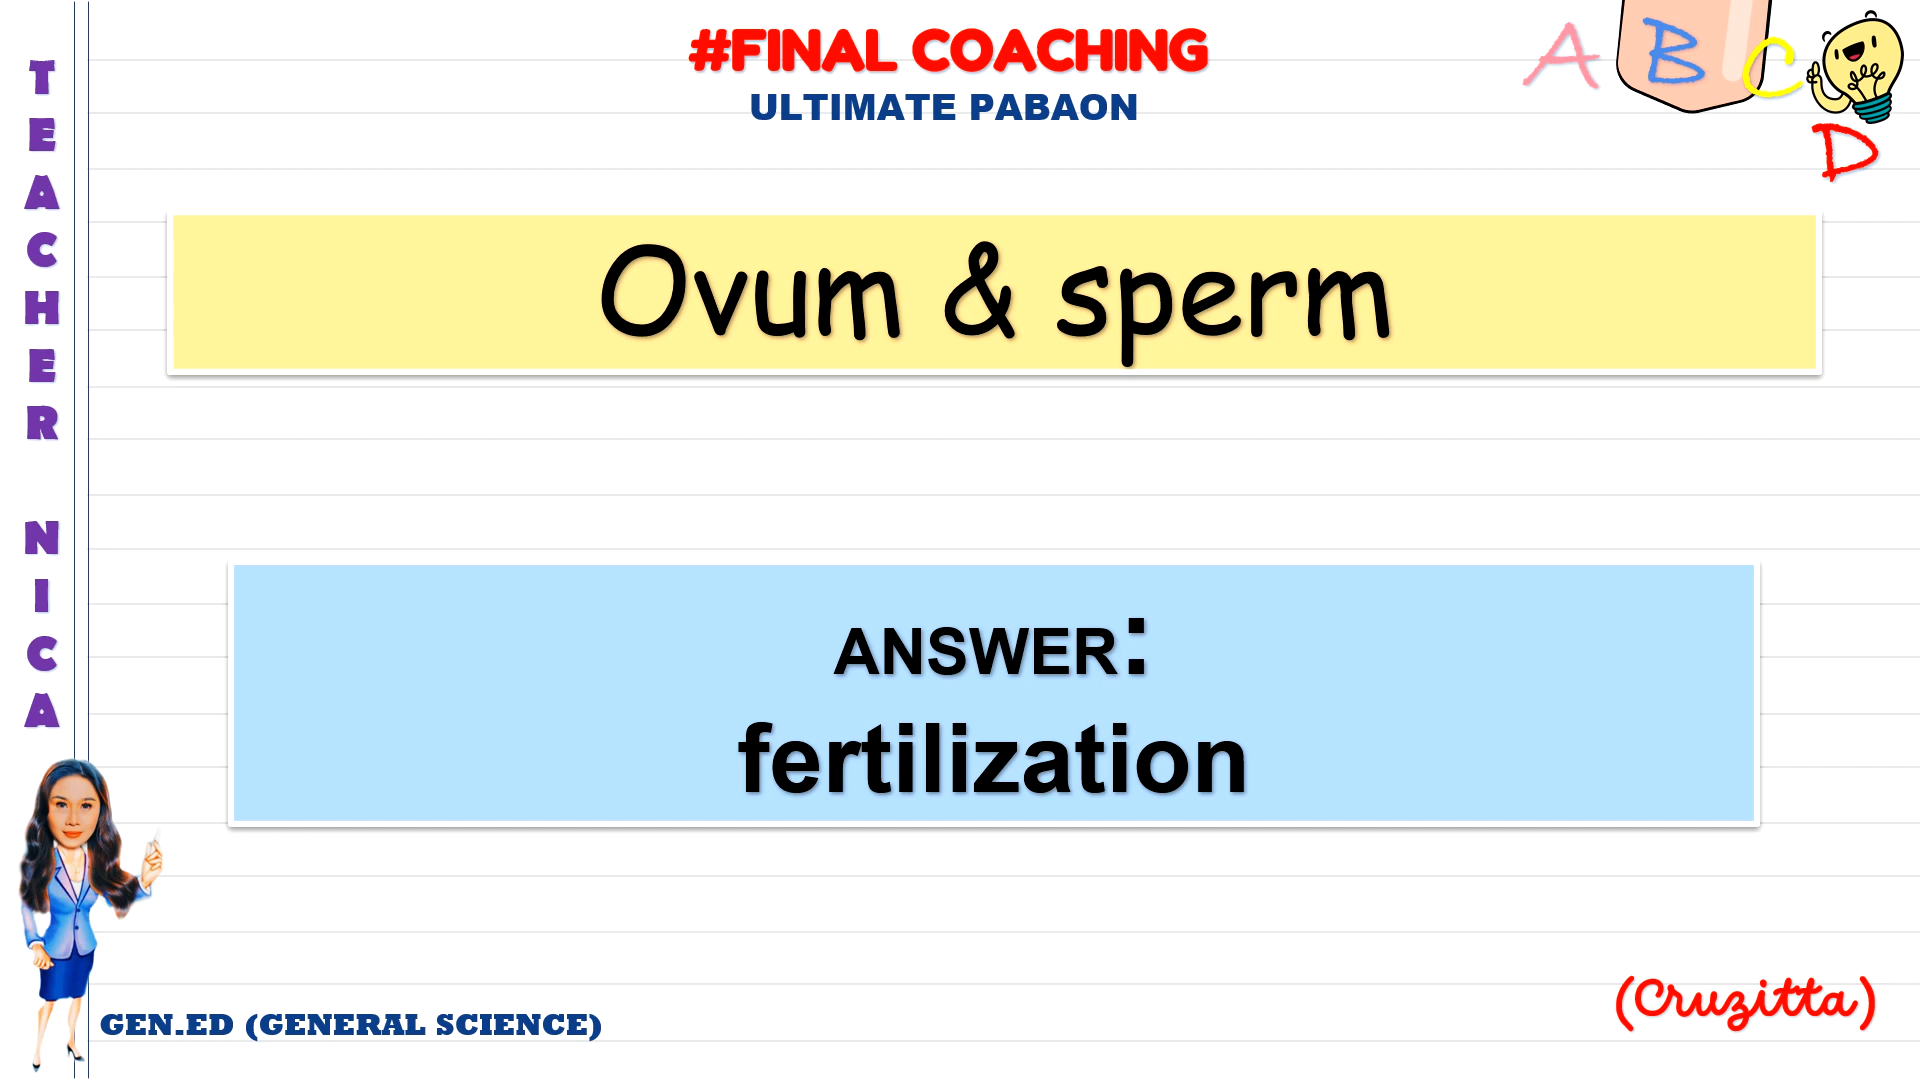 #FINAL COACHING
ULTIMATE PABAON
A B C
D
TEACHER NICA
Ovum & sperm
ANSWER:
fertilization
GEN.ED (GENERAL SCIENCE)
(Cruzitta)